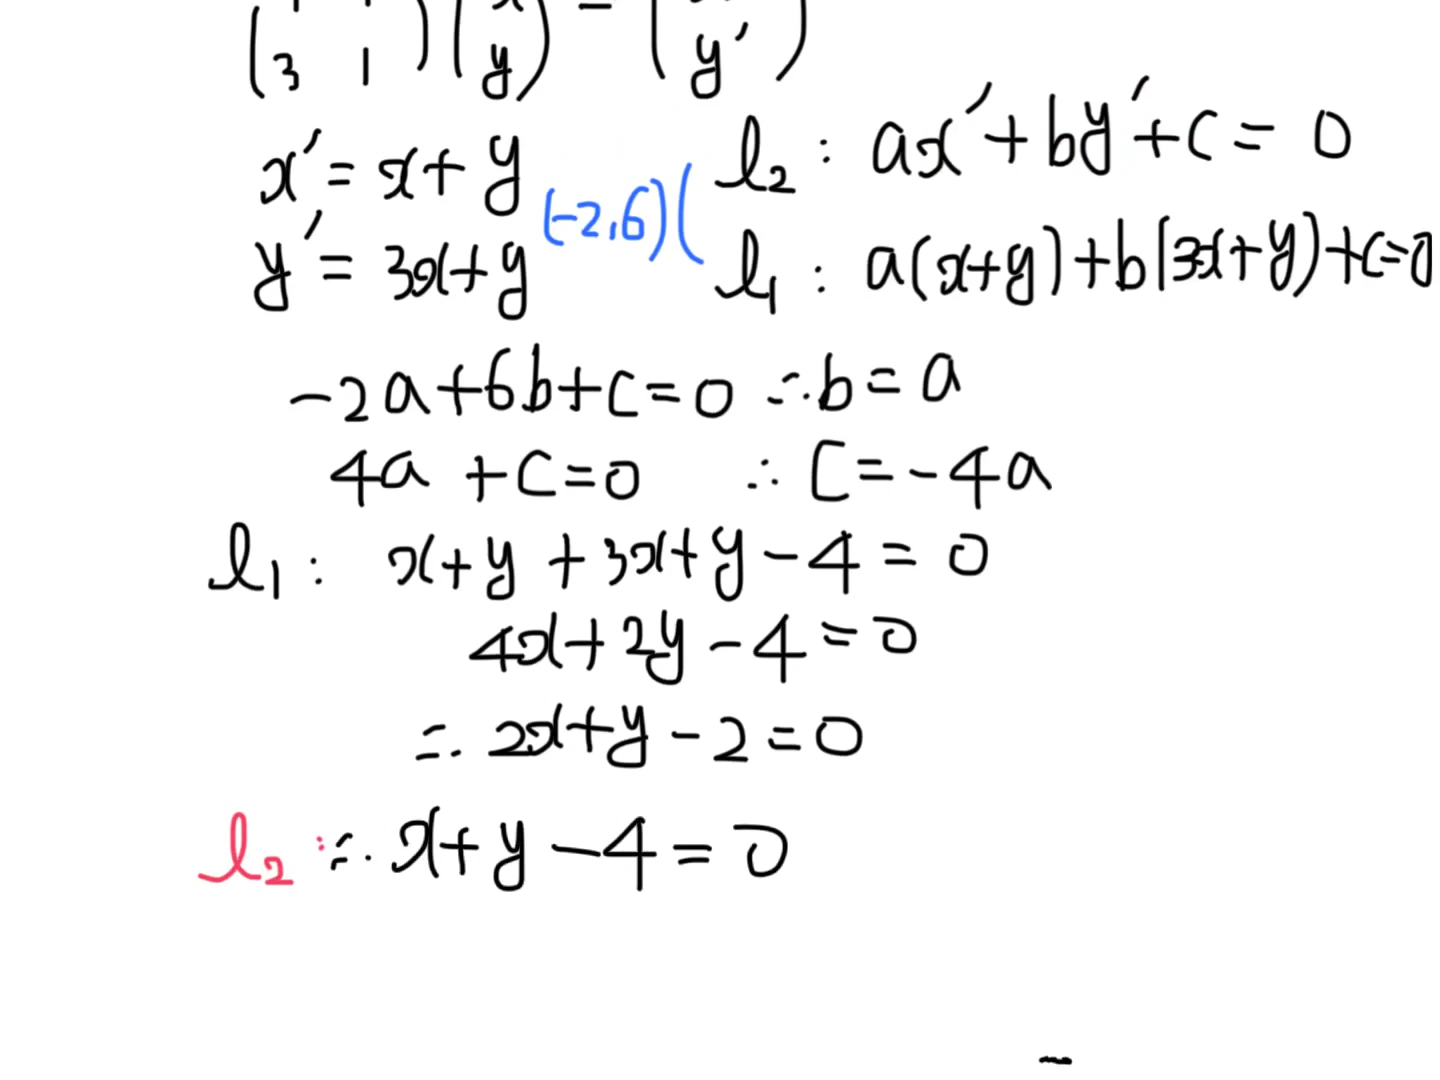 (3 1)(y) = (y')
x' = x + y
l₂ : ax' + by' + c = 0
y' = 3x + y
(-2, 6)(
l₁ : a(x+y) + b(3x+y) + c = 0
-2a + 6b + c = 0 ∴ b = a
4a + c = 0 ∴ c = -4a
l₁ : x + y + 3x + y - 4 = 0
4x + 2y - 4 = 0
∴ 2x + y - 2 = 0
l₂ : ∴ x + y - 4 = 0